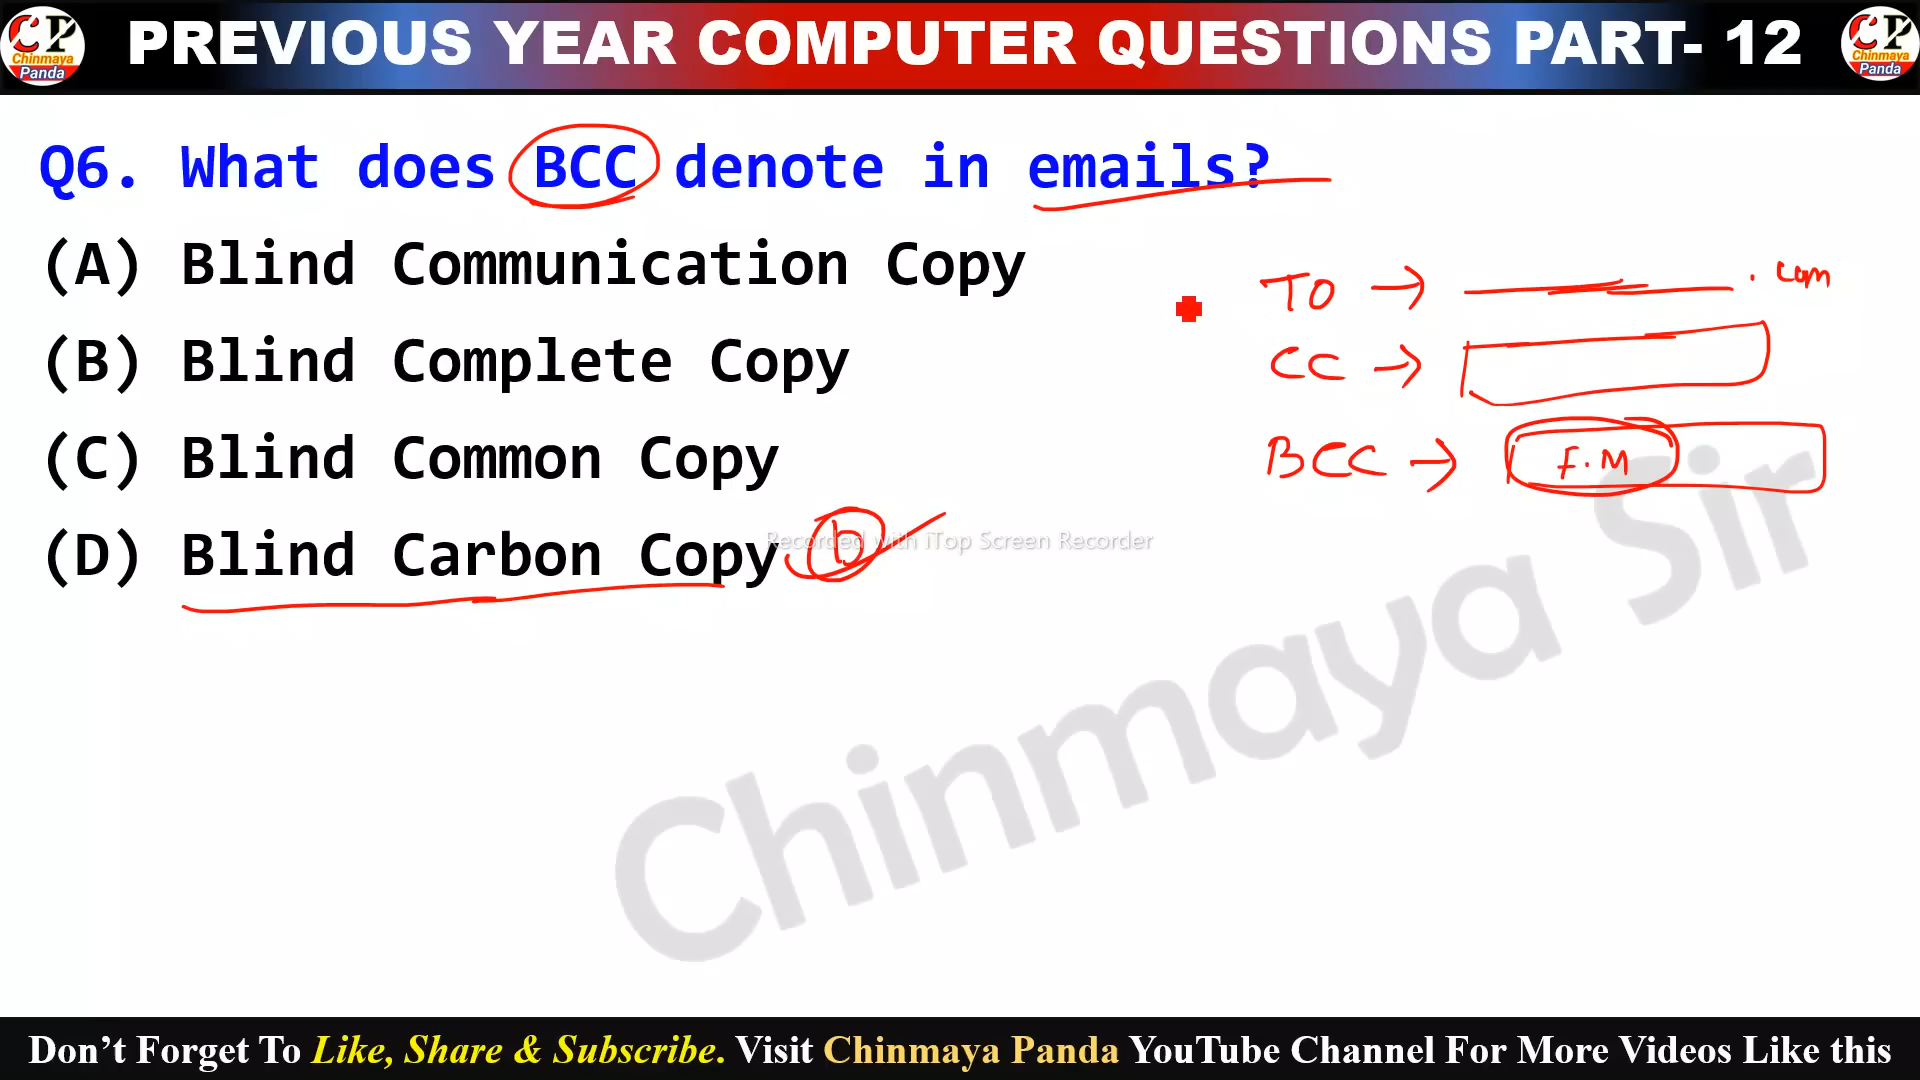 CP Chinmaya Panda
PREVIOUS YEAR COMPUTER QUESTIONS PART- 12
CP Chinmaya Panda
Q6. What does BCC denote in emails?
(A) Blind Communication Copy
(B) Blind Complete Copy
(C) Blind Common Copy
(D) Blind Carbon Copy
b
TO → .com
CC →
BCC → F.M
Recorded with iTop Screen Recorder
Chinmaya Sir
Don’t Forget To Like, Share & Subscribe. Visit Chinmaya Panda YouTube Channel For More Videos Like this